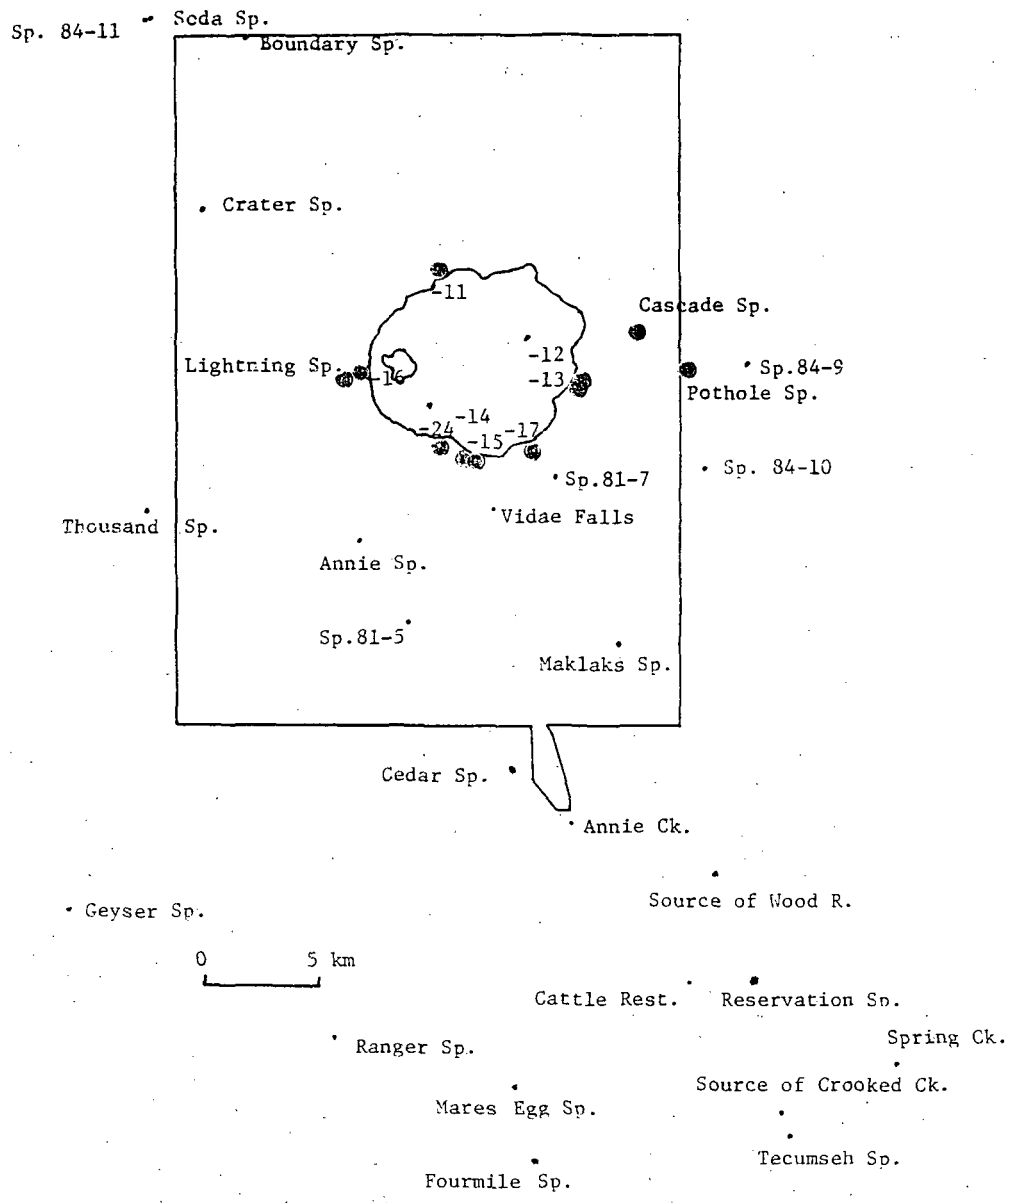 Soda Sp.
Sp. 84-11
Boundary Sp.
Crater Sp.
-11
Cascade Sp.
-12
Lightning Sp.
-16
-13
Sp.84-9
Pothole Sp.
-14
-24
-17
-15
Sp. 84-10
Sp.81-7
Vidae Falls
Thousand Sp.
Annie Sp.
Sp.81-5
Maklaks Sp.
Cedar Sp.
Annie Ck.
Source of Wood R.
Geyser Sp.
0 5 km
Cattle Rest.
Reservation Sp.
Spring Ck.
Ranger Sp.
Source of Crooked Ck.
Mares Egg Sp.
Tecumseh Sp.
Fourmile Sp.